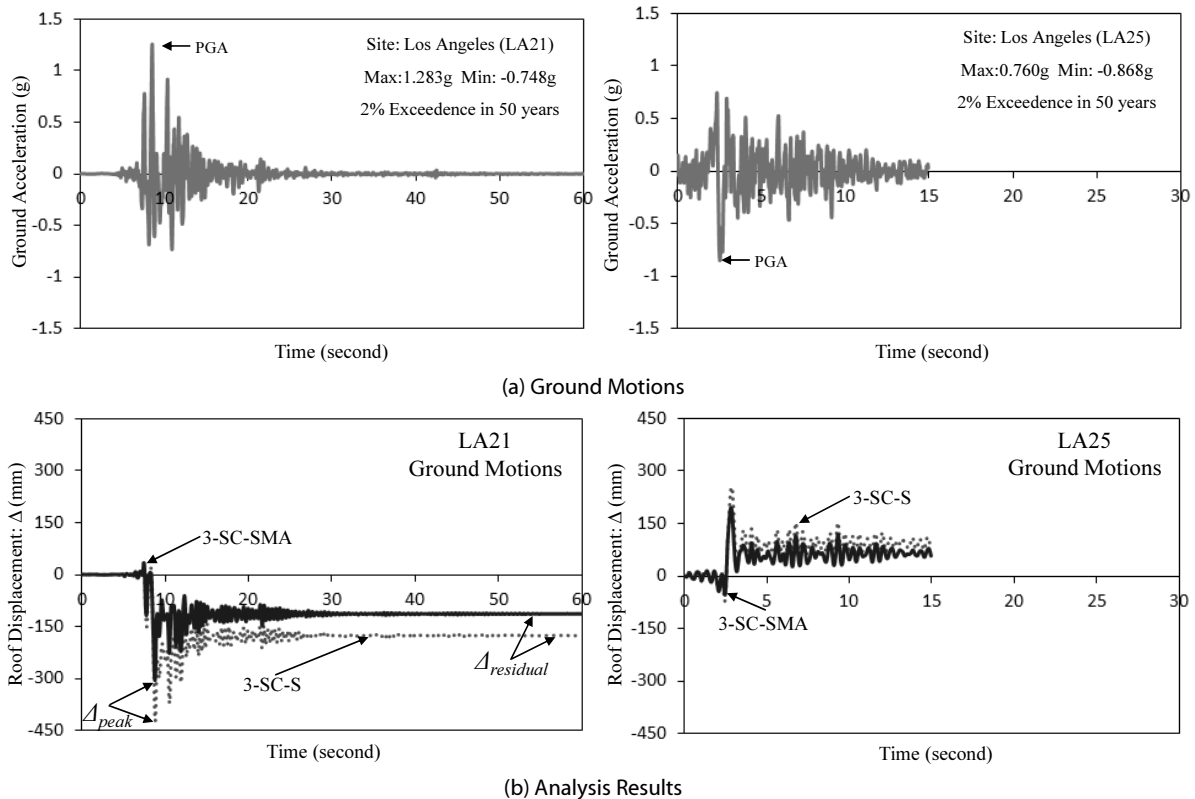 1.5
1
0.5
0
-0.5
-1
-1.5
0
10
20
30
40
50
60
PGA
Site: Los Angeles (LA21)
Max:1.283g Min: -0.748g
2% Exceedence in 50 years
Ground Acceleration (g)
Time (second)
1.5
1
0.5
0
-0.5
-1
-1.5
0
5
10
15
20
25
30
Site: Los Angeles (LA25)
Max:0.760g Min: -0.868g
2% Exceedence in 50 years
PGA
Ground Acceleration (g)
Time (second)
(a) Ground Motions
450
300
150
0
-150
-300
-450
0
10
20
30
40
50
60
LA21
Ground Motions
3-SC-SMA
3-SC-S
Δresidual
Δpeak
Roof Displacement: Δ (mm)
Time (second)
450
300
150
0
-150
-300
-450
0
5
10
15
20
25
30
LA25
Ground Motions
3-SC-S
3-SC-SMA
Roof Displacement: Δ (mm)
Time (second)
(b) Analysis Results